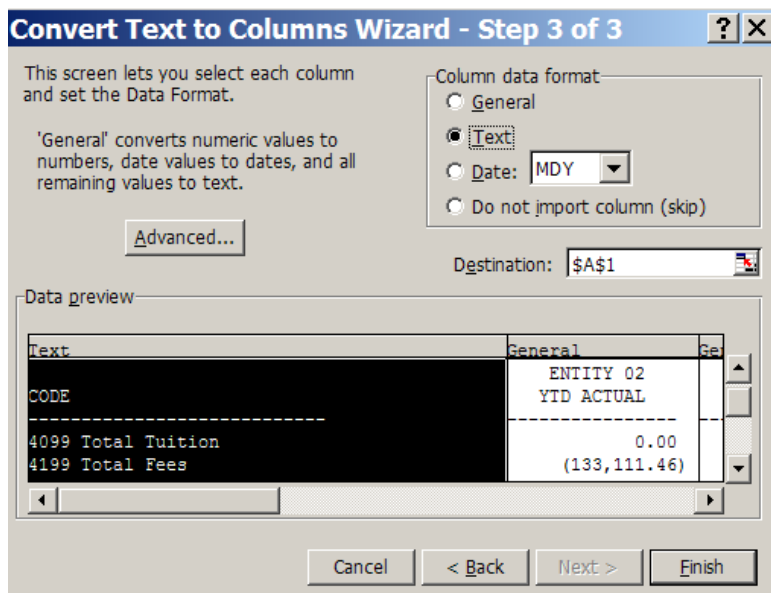 Convert Text to Columns Wizard - Step 3 of 3
This screen lets you select each column
and set the Data Format.
'General' converts numeric values to
numbers, date values to dates, and all
remaining values to text.
Advanced...
Column data format
General
Text
Date: MDY
Do not import column (skip)
Destination: $A$1
Data preview
Text General Ge
ENTITY 02
CODE YTD ACTUAL
---------------------------- ----------------
4099 Total Tuition 0.00
4199 Total Fees (133,111.46)
Cancel < Back Next > Finish